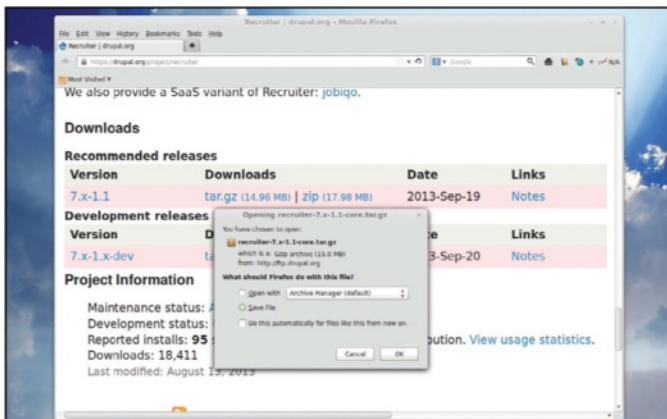 Recruiter | drupal.org - Mozilla Firefox
File Edit View History Bookmarks Tools Help
Recruiter | drupal.org
https://drupal.org/project/recruiter
Google
N/A
Most Visited
We also provide a SaaS variant of Recruiter: jobiqo.
Downloads
Recommended releases
Version Downloads Date Links
7.x-1.1 tar.gz (14.96 MB) | zip (17.98 MB) 2013-Sep-19 Notes
Development releases
Version D e Links
7.x-1.x-dev ta 3-Sep-20 Notes
Opening recruiter-7.x-1.1-core.tar.gz
You have chosen to open:
recruiter-7.x-1.1-core.tar.gz
which is a: Gzip archive (15.0 MB)
from: http://ftp.drupal.org
What should Firefox do with this file?
Open with Archive Manager (default)
Save File
Do this automatically for files like this from now on.
Cancel OK
Project Information
Maintenance status: A
Development status:
Reported installs: 95 bution. View usage statistics.
Downloads: 18,411
Last modified: August 13, 2013